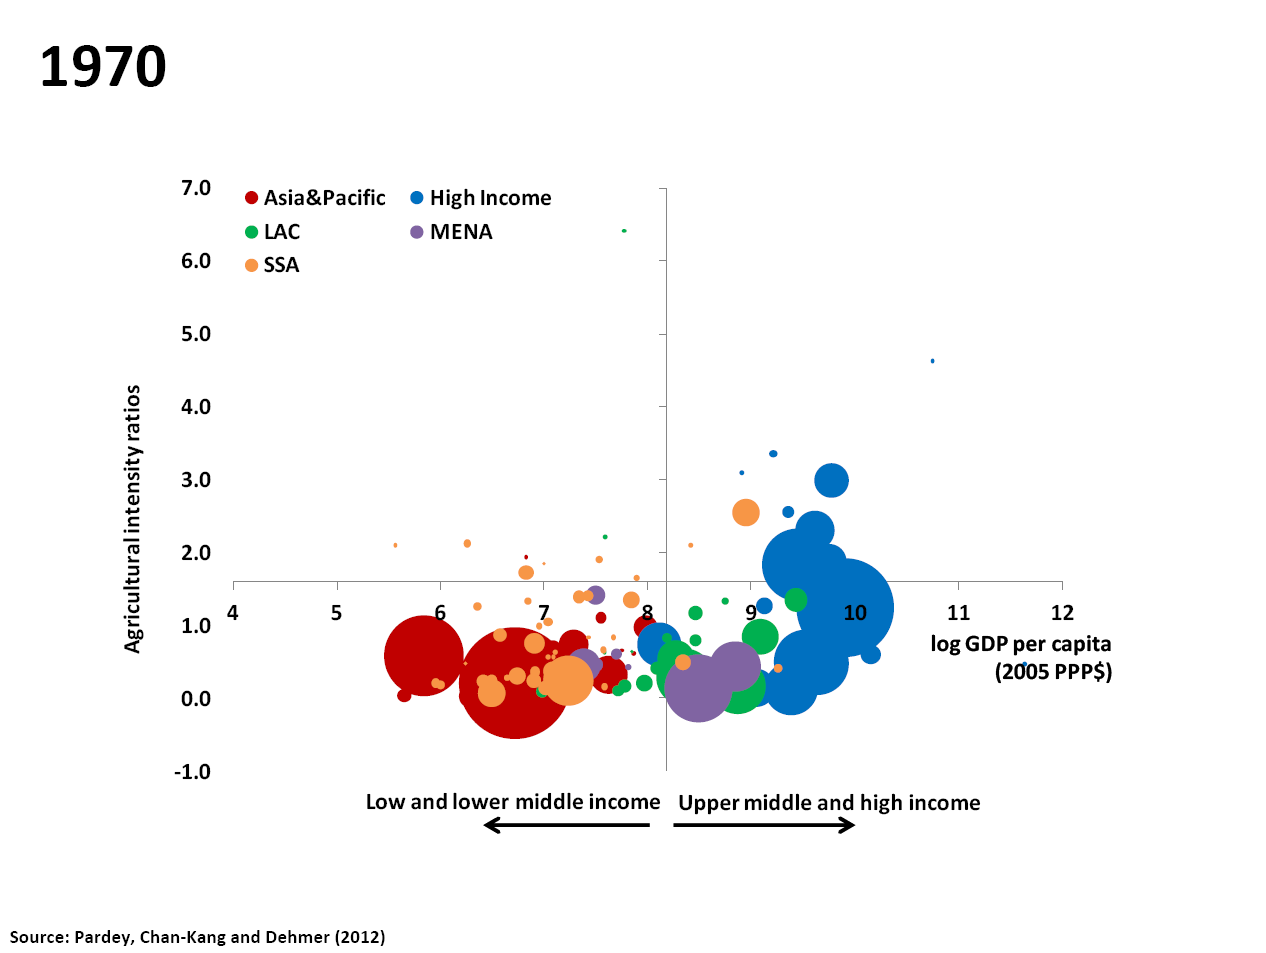 1970
7.0
Asia&Pacific
High Income
LAC
MENA
6.0
SSA
5.0
4.0
3.0
2.0
1.0
0.0
-1.0
Agricultural intensity ratios
4 5 6 7 8 9 10 11 12
log GDP per capita
(2005 PPP$)
Low and lower middle income
Upper middle and high income
Source: Pardey, Chan-Kang and Dehmer (2012)